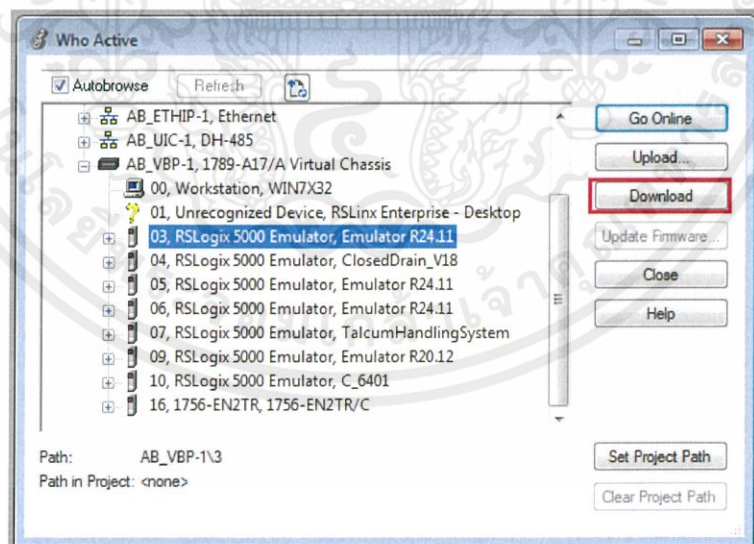 Who Active
Autobrowse
Refresh
AB_ETHIP-1, Ethernet
AB_UIC-1, DH-485
AB_VBP-1, 1789-A17/A Virtual Chassis
00, Workstation, WIN7X32
01, Unrecognized Device, RSLinx Enterprise - Desktop
03, RSLogix 5000 Emulator, Emulator R24.11
04, RSLogix 5000 Emulator, ClosedDrain_V18
05, RSLogix 5000 Emulator, Emulator R24.11
06, RSLogix 5000 Emulator, Emulator R24.11
07, RSLogix 5000 Emulator, TalcumHandlingSystem
09, RSLogix 5000 Emulator, Emulator R20.12
10, RSLogix 5000 Emulator, C_6401
16, 1756-EN2TR, 1756-EN2TR/C
Go Online
Upload...
Download
Update Firmware...
Close
Help
Path: AB_VBP-1\3
Path in Project: <none>
Set Project Path
Clear Project Path